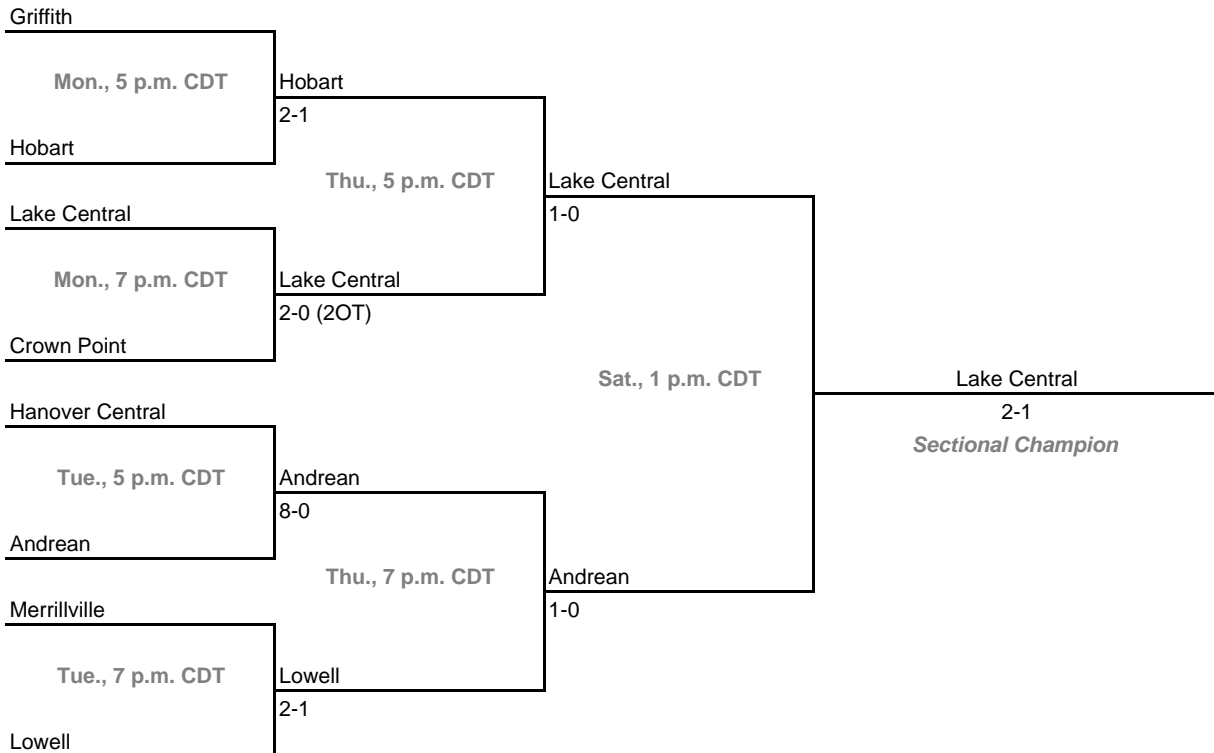 Griffith
Mon., 5 p.m. CDT
Hobart
2-1
Hobart
Thu., 5 p.m. CDT
Lake Central
1-0
Lake Central
Mon., 7 p.m. CDT
Lake Central
2-0 (2OT)
Crown Point
Sat., 1 p.m. CDT
Lake Central
2-1
Sectional Champion
Hanover Central
Tue., 5 p.m. CDT
Andrean
8-0
Andrean
Thu., 7 p.m. CDT
Andrean
1-0
Merrillville
Tue., 7 p.m. CDT
Lowell
2-1
Lowell